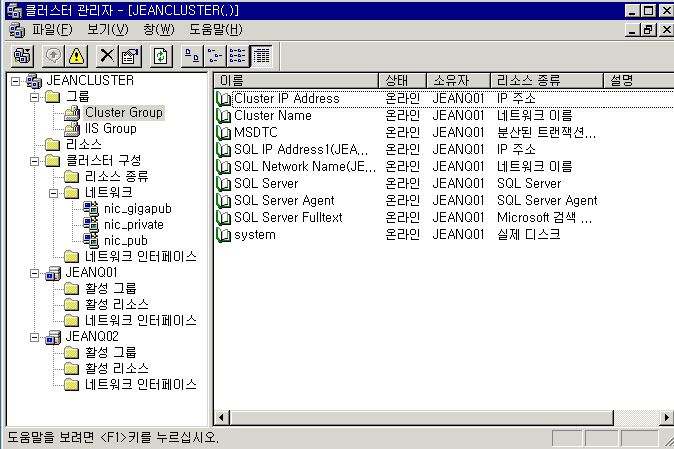 클러스터 관리자 - [JEANCLUSTER(.)]
파일(F) 보기(V) 창(W) 도움말(H)
JEANCLUSTER
그룹
Cluster Group
IIS Group
리소스
클러스터 구성
리소스 종류
네트워크
nic_gigapub
nic_private
nic_pub
네트워크 인터페이스
JEANQ01
활성 그룹
활성 리소스
네트워크 인터페이스
JEANQ02
활성 그룹
활성 리소스
네트워크 인터페이스
이름 상태 소유자 리소스 종류 설명
Cluster IP Address 온라인 JEANQ01 IP 주소
Cluster Name 온라인 JEANQ01 네트워크 이름
MSDTC 온라인 JEANQ01 분산된 트랜잭션...
SQL IP Address1(JEA... 온라인 JEANQ01 IP 주소
SQL Network Name(JE... 온라인 JEANQ01 네트워크 이름
SQL Server 온라인 JEANQ01 SQL Server
SQL Server Agent 온라인 JEANQ01 SQL Server Agent
SQL Server Fulltext 온라인 JEANQ01 Microsoft 검색 ...
system 온라인 JEANQ01 실제 디스크
도움말을 보려면 <F1>키를 누르십시오.